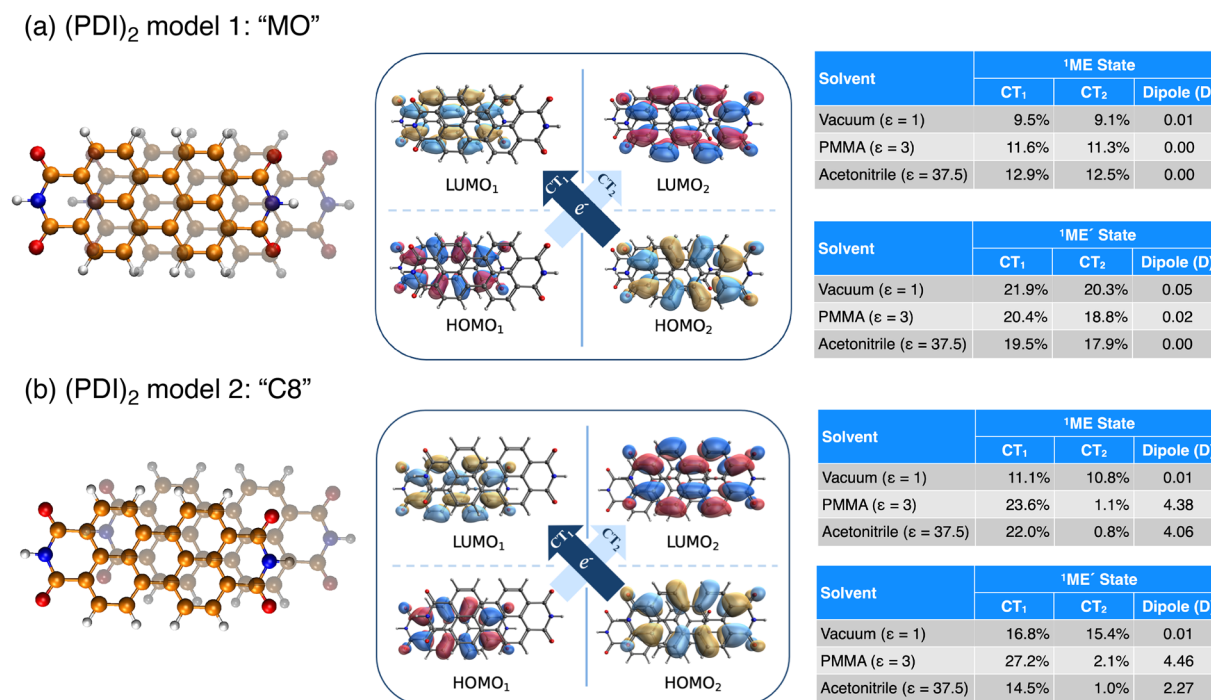 (a) (PDI)2 model 1: “MO”
LUMO1 LUMO2
CT1 CT2
e-
HOMO1 HOMO2
Solvent 1ME State
CT1 CT2 Dipole (D
Vacuum (ε = 1) 9.5% 9.1% 0.01
PMMA (ε = 3) 11.6% 11.3% 0.00
Acetonitrile (ε = 37.5) 12.9% 12.5% 0.00
Solvent 1ME´ State
CT1 CT2 Dipole (D)
Vacuum (ε = 1) 21.9% 20.3% 0.05
PMMA (ε = 3) 20.4% 18.8% 0.02
Acetonitrile (ε = 37.5) 19.5% 17.9% 0.00
(b) (PDI)2 model 2: “C8”
LUMO1 LUMO2
CT1 CT2
e-
HOMO1 HOMO2
Solvent 1ME State
CT1 CT2 Dipole (D
Vacuum (ε = 1) 11.1% 10.8% 0.01
PMMA (ε = 3) 23.6% 1.1% 4.38
Acetonitrile (ε = 37.5) 22.0% 0.8% 4.06
Solvent 1ME´ State
CT1 CT2 Dipole (D
Vacuum (ε = 1) 16.8% 15.4% 0.01
PMMA (ε = 3) 27.2% 2.1% 4.46
Acetonitrile (ε = 37.5) 14.5% 1.0% 2.27